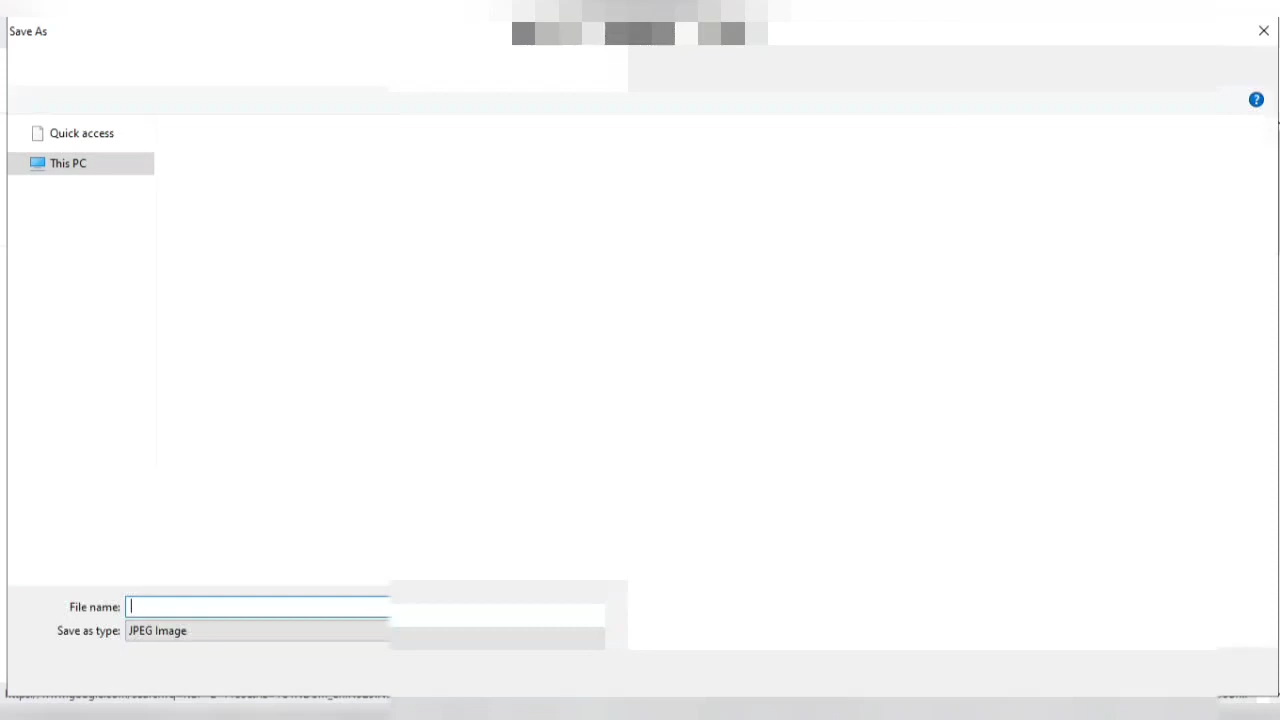 Save As
Quick access
This PC
File name:
Save as type: JPEG Image